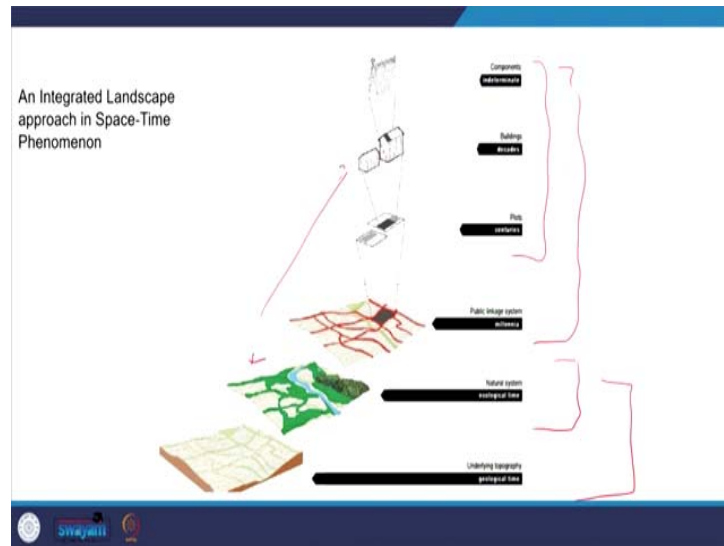 An Integrated Landscape
approach in Space-Time
Phenomenon
Components
indeterminate
Buildings
decades
Plots
centuries
Public linkage system
millennia
Natural system
ecological time
Underlying topography
geological time
swayam